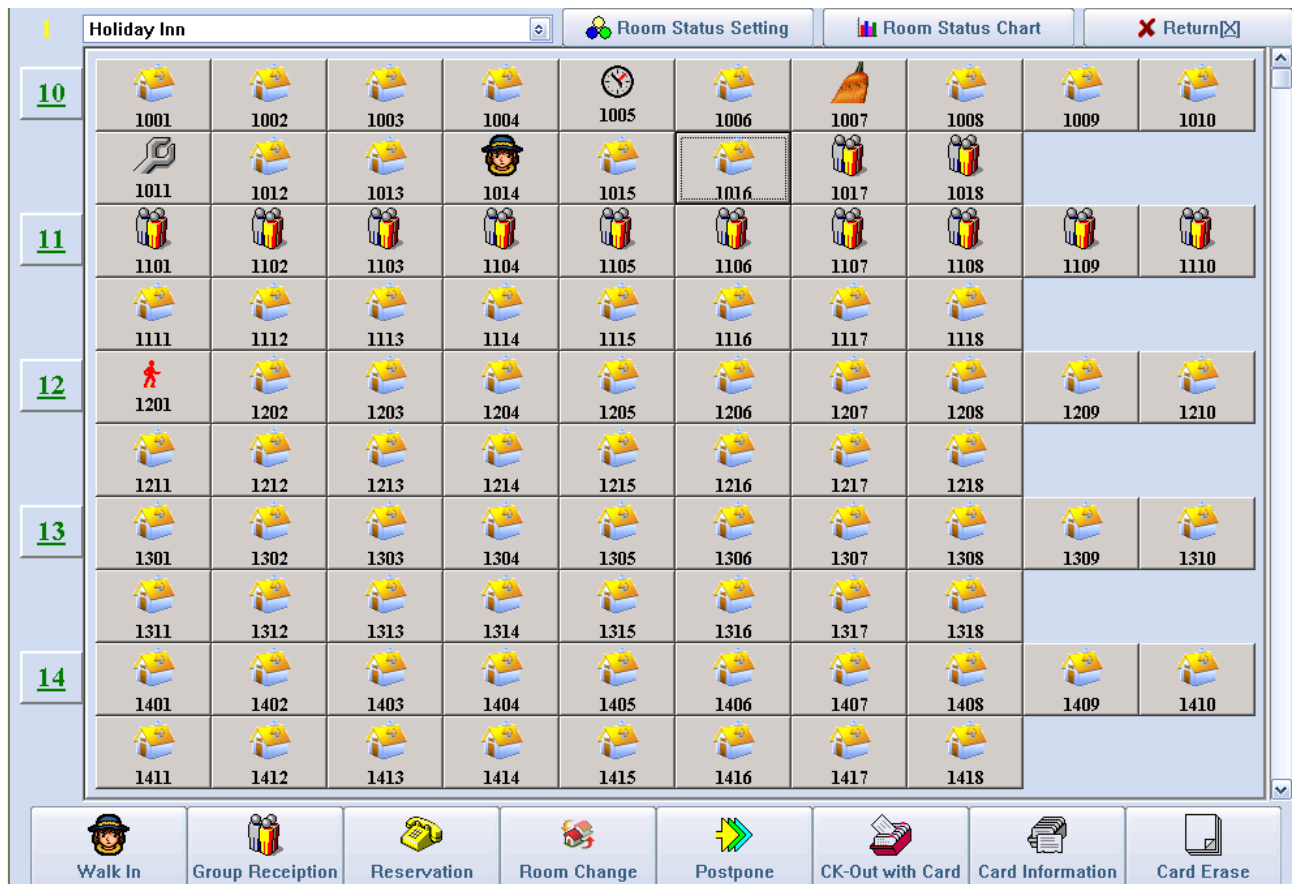 1 Holiday Inn Room Status Setting Room Status Chart Return[X]
10
1001 1002 1003 1004 1005 1006 1007 1008 1009 1010
1011 1012 1013 1014 1015 1016 1017 1018
11
1101 1102 1103 1104 1105 1106 1107 1108 1109 1110
1111 1112 1113 1114 1115 1116 1117 1118
12
1201 1202 1203 1204 1205 1206 1207 1208 1209 1210
1211 1212 1213 1214 1215 1216 1217 1218
13
1301 1302 1303 1304 1305 1306 1307 1308 1309 1310
1311 1312 1313 1314 1315 1316 1317 1318
14
1401 1402 1403 1404 1405 1406 1407 1408 1409 1410
1411 1412 1413 1414 1415 1416 1417 1418
Walk In Group Receiption Reservation Room Change Postpone CK-Out with Card Card Information Card Erase